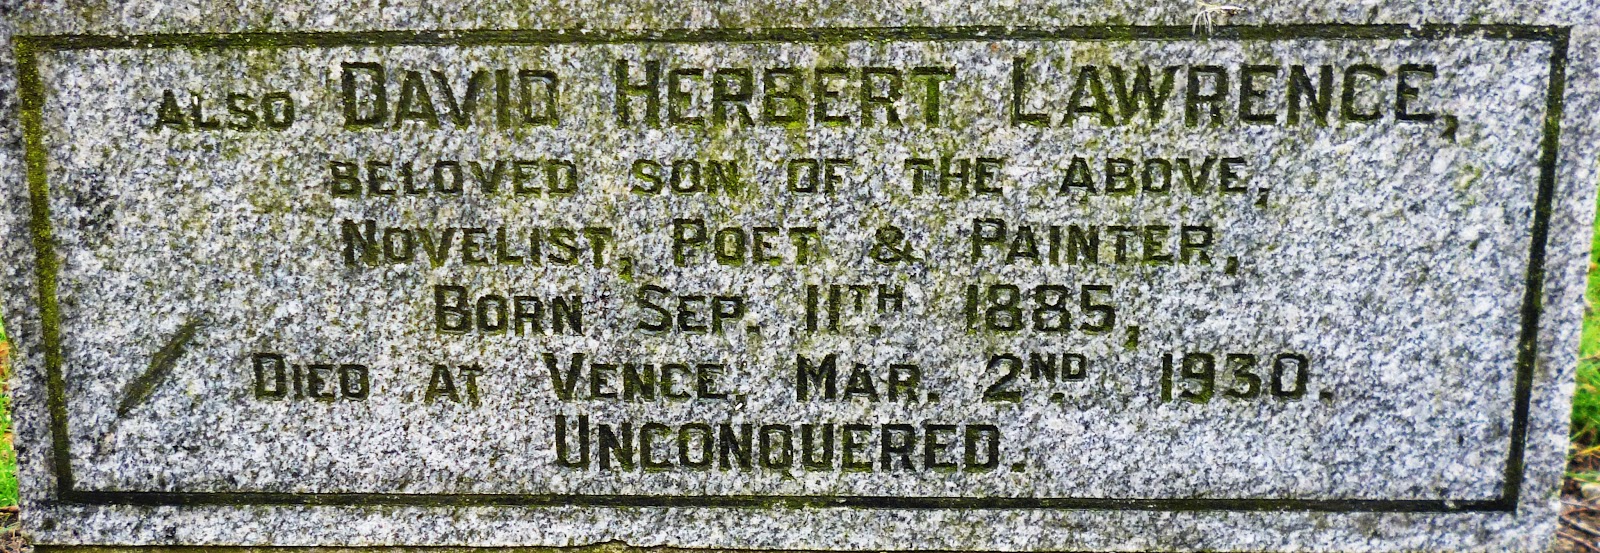 ALSO DAVID HERBERT LAWRENCE,
BELOVED SON OF THE ABOVE,
NOVELIST, POET & PAINTER,
BORN SEP. 11TH. 1885,
DIED AT VENCE, MAR. 2ND. 1930.
UNCONQUERED.